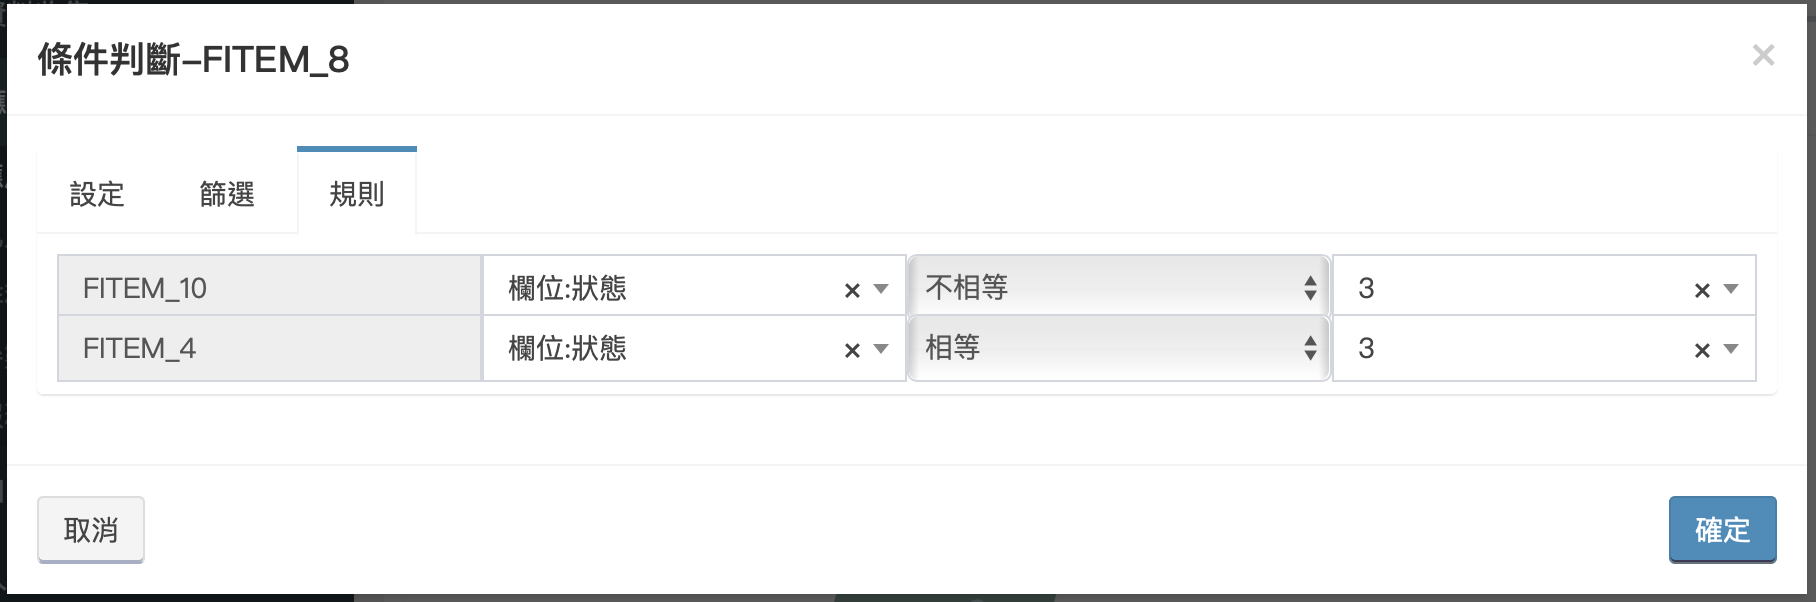 條件判斷–FITEM_8
×
設定 篩選 規則
FITEM_10 欄位:狀態 × 不相等 3 ×
FITEM_4 欄位:狀態 × 相等 3 ×
取消 確定